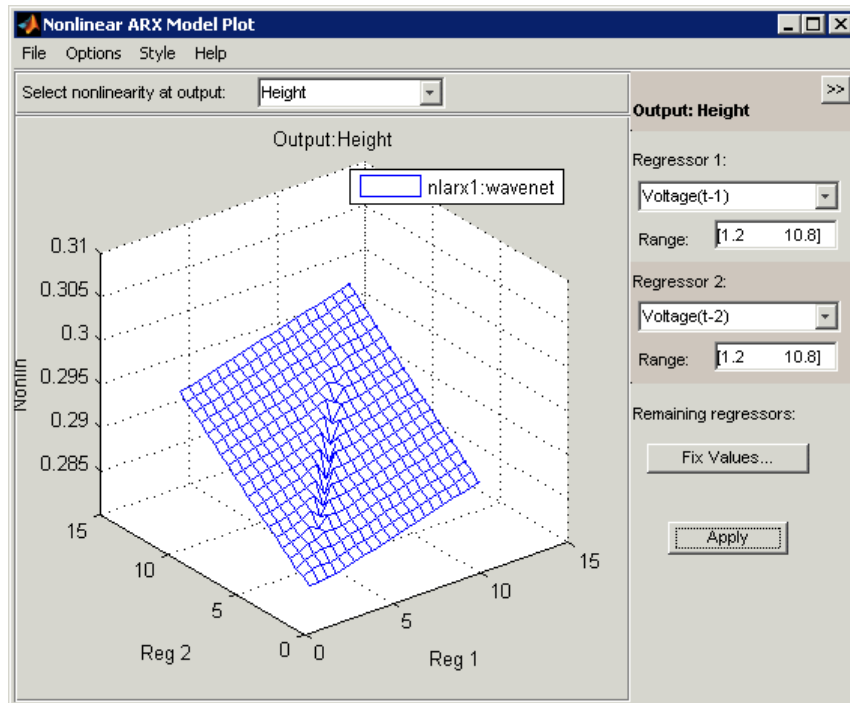 Nonlinear ARX Model Plot
File Options Style Help
Select nonlinearity at output: Height
>>
Output: Height
Output:Height
nlarx1:wavenet
Regressor 1:
Voltage(t-1)
Range: [1.2 10.8]
Regressor 2:
Voltage(t-2)
Range: [1.2 10.8]
Remaining regressors:
Fix Values...
Apply
0.31
0.305
0.3
0.295
0.29
0.285
Nonlin
15
10
5
0
Reg 2
0
5
10
15
Reg 1